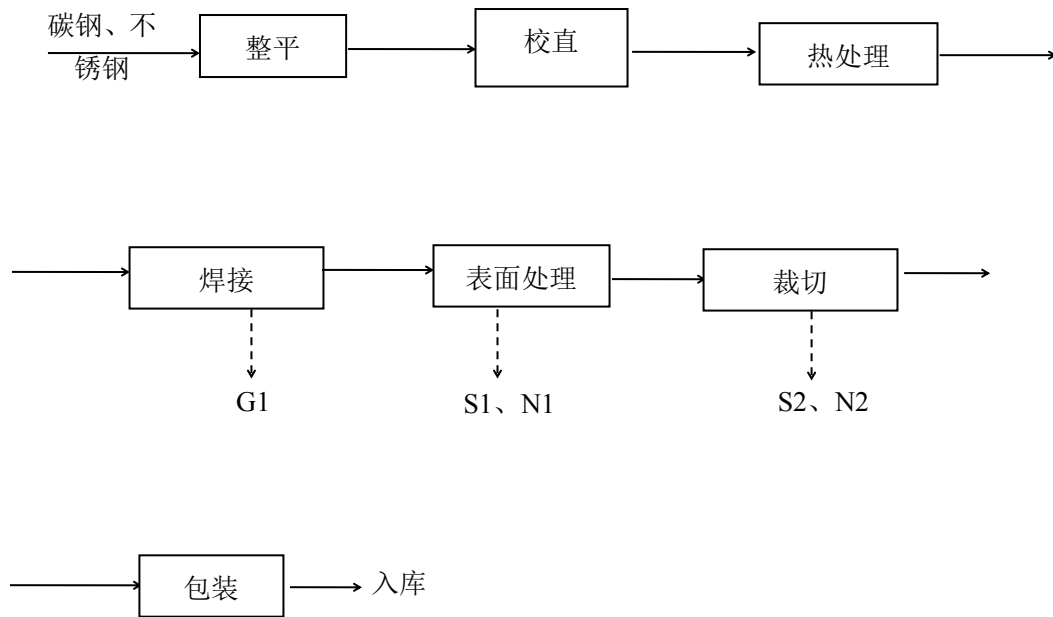 碳钢、不
锈钢
整平
校直
热处理
焊接
表面处理
裁切
G1
S1、N1
S2、N2
包装
入库